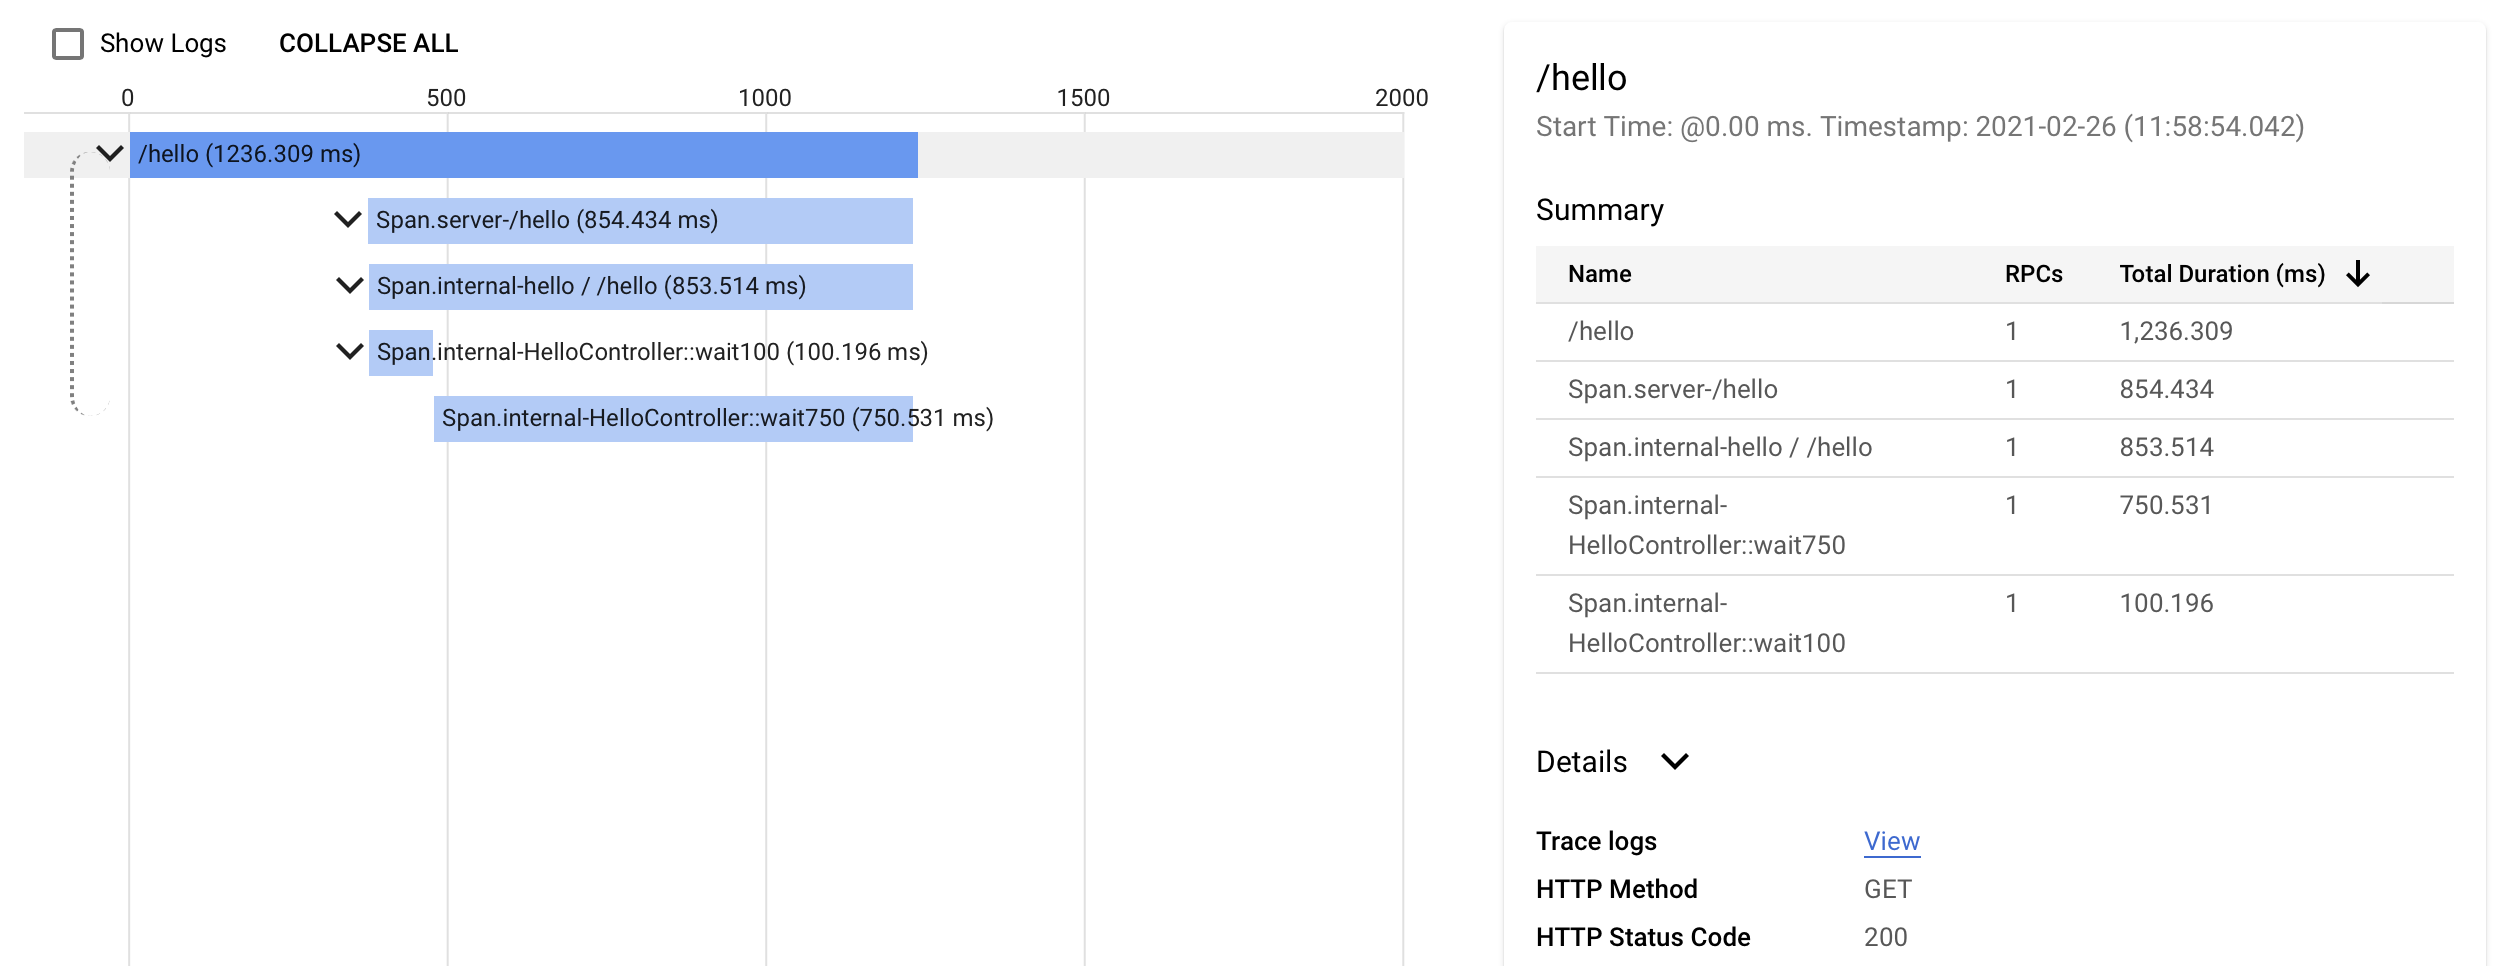 Show Logs COLLAPSE ALL
0 500 1000 1500 2000
/hello (1236.309 ms)
Span.server-/hello (854.434 ms)
Span.internal-hello / /hello (853.514 ms)
Span.internal-HelloController::wait100 (100.196 ms)
Span.internal-HelloController::wait750 (750.531 ms)
/hello
Start Time: @0.00 ms. Timestamp: 2021-02-26 (11:58:54.042)
Summary
Name RPCs Total Duration (ms)
/hello 1 1,236.309
Span.server-/hello 1 854.434
Span.internal-hello / /hello 1 853.514
Span.internal- 1 750.531
HelloController::wait750
Span.internal- 1 100.196
HelloController::wait100
Details
Trace logs View
HTTP Method GET
HTTP Status Code 200